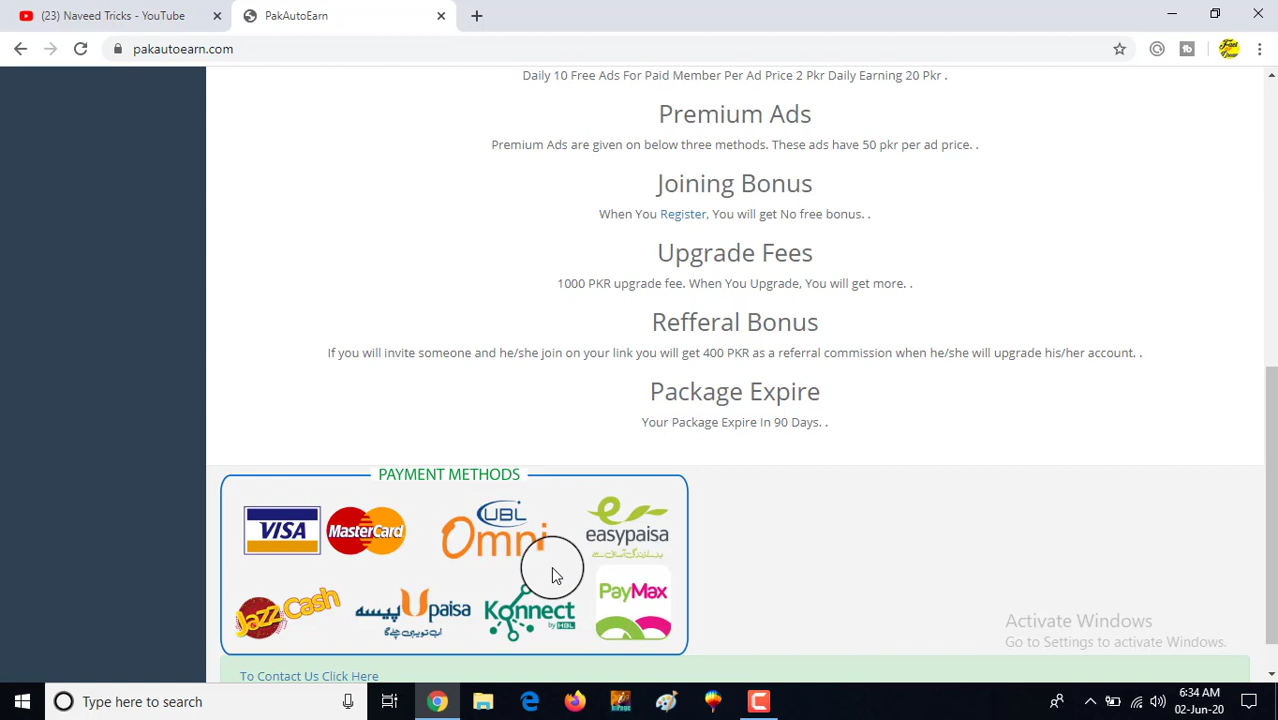 (23) Naveed Tricks - YouTube
PakAutoEarn
pakautoearn.com
Daily 10 Free Ads For Paid Member Per Ad Price 2 Pkr Daily Earning 20 Pkr .
Premium Ads
Premium Ads are given on below three methods. These ads have 50 pkr per ad price. .
Joining Bonus
When You Register, You will get No free bonus. .
Upgrade Fees
1000 PKR upgrade fee. When You Upgrade, You will get more. .
Refferal Bonus
If you will invite someone and he/she join on your link you will get 400 PKR as a referral commission when he/she will upgrade his/her account. .
Package Expire
Your Package Expire In 90 Days. .
PAYMENT METHODS
VISA MasterCard UBL Omni easypaisa
JazzCash Upaisa پیسہ Konnect by HBL PayMax
To Contact Us Click Here
Activate Windows
Go to Settings to activate Windows.
Type here to search
6:34 AM
02-Jun-20